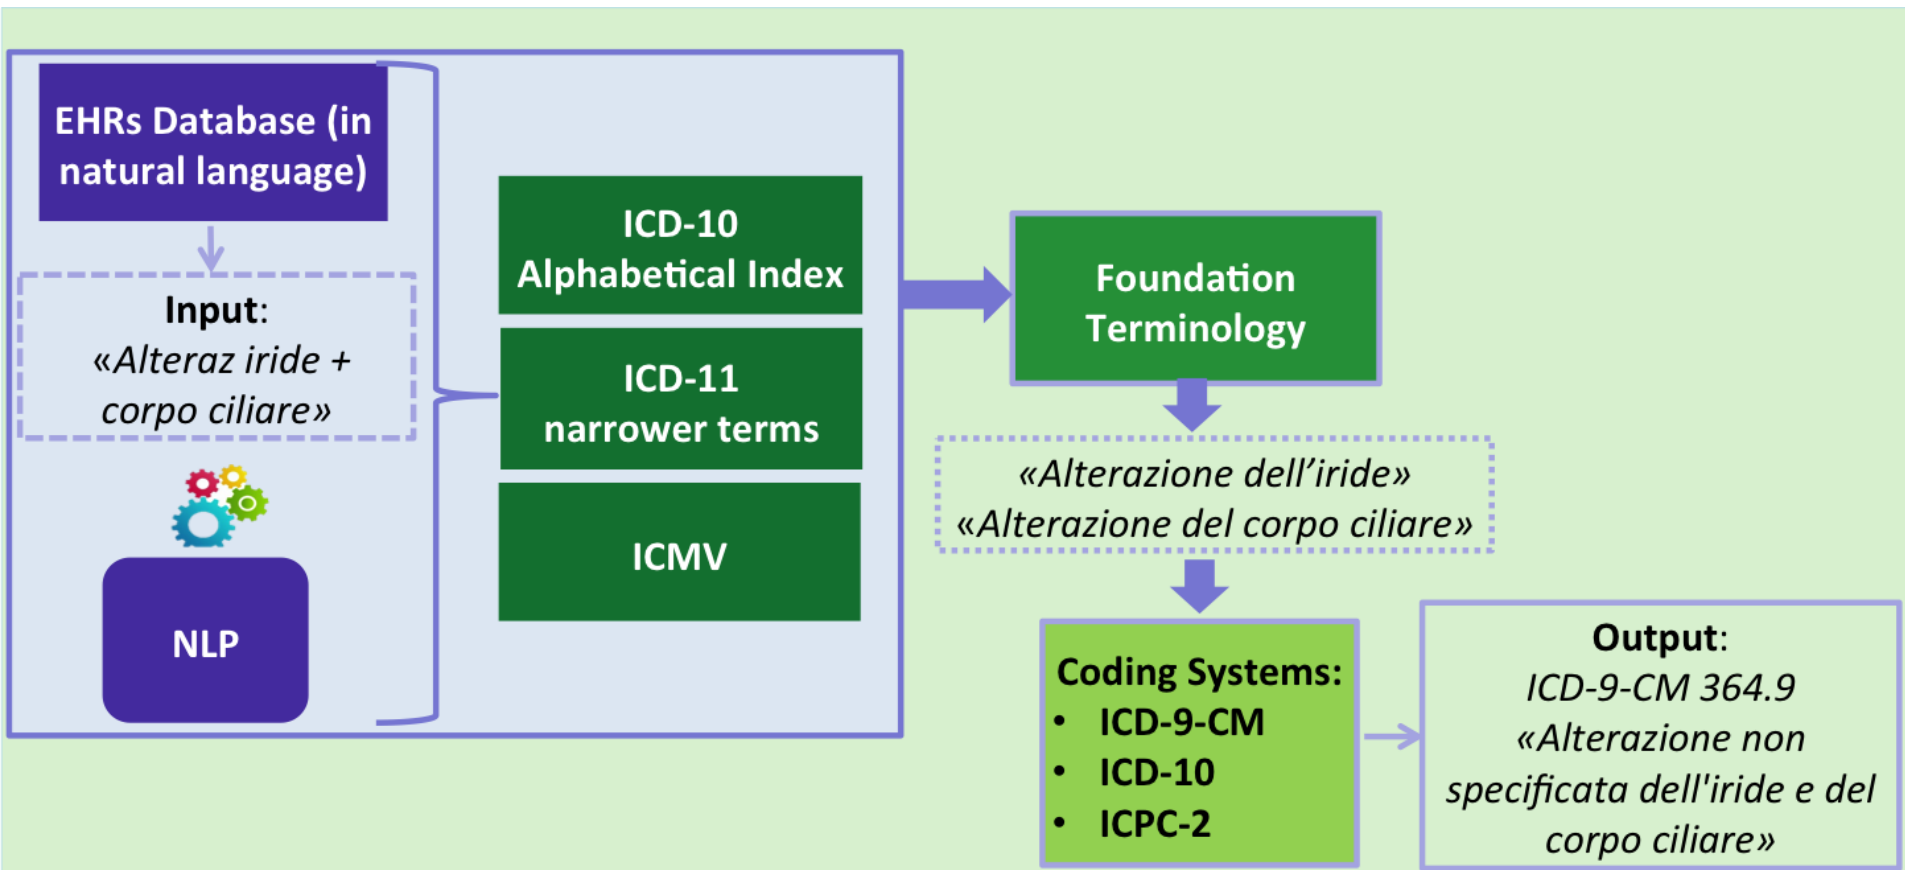 EHRs Database (in
natural language)
Input:
«Alteraz iride +
corpo ciliare»
NLP
ICD-10
Alphabetical Index
ICD-11
narrower terms
ICMV
Foundation
Terminology
«Alterazione dell’iride»
«Alterazione del corpo ciliare»
Coding Systems:
• ICD-9-CM
• ICD-10
• ICPC-2
Output:
ICD-9-CM 364.9
«Alterazione non
specificata dell'iride e del
corpo ciliare»